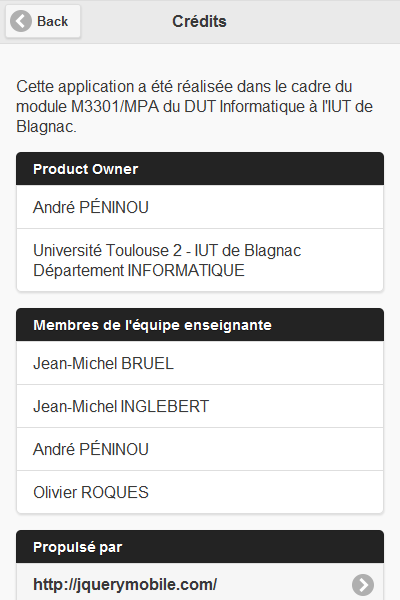 Back
Crédits
Cette application a été réalisée dans le cadre du
module M3301/MPA du DUT Informatique à l'IUT de
Blagnac.
Product Owner
André PÉNINOU
Université Toulouse 2 - IUT de Blagnac
Département INFORMATIQUE
Membres de l'équipe enseignante
Jean-Michel BRUEL
Jean-Michel INGLEBERT
André PÉNINOU
Olivier ROQUES
Propulsé par
http://jquerymobile.com/